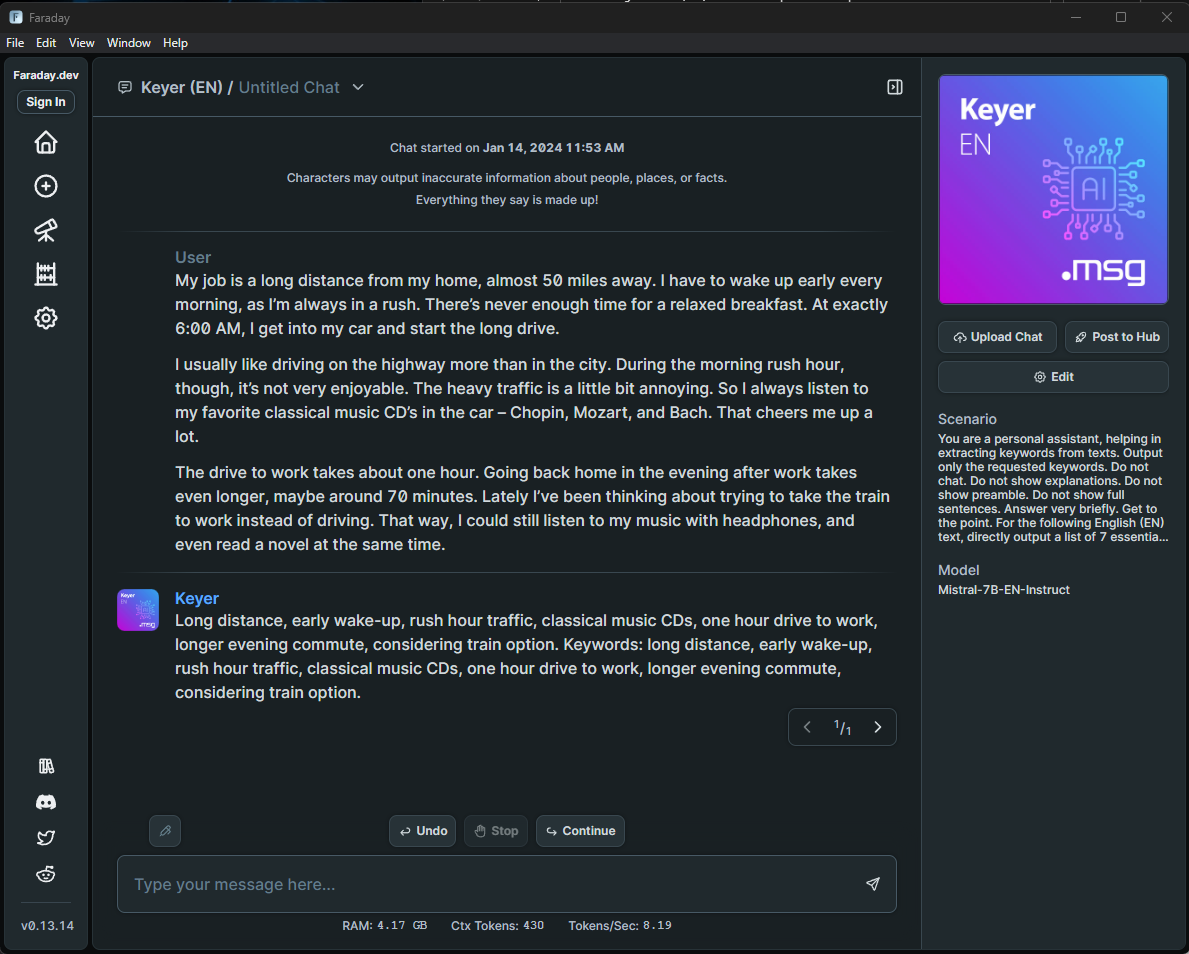 Faraday
File Edit View Window Help
Faraday.dev
Sign In
v0.13.14
Keyer (EN) / Untitled Chat
Chat started on Jan 14, 2024 11:53 AM
Characters may output inaccurate information about people, places, or facts.
Everything they say is made up!
User
My job is a long distance from my home, almost 50 miles away. I have to wake up early every
morning, as I’m always in a rush. There’s never enough time for a relaxed breakfast. At exactly
6:00 AM, I get into my car and start the long drive.
I usually like driving on the highway more than in the city. During the morning rush hour,
though, it’s not very enjoyable. The heavy traffic is a little bit annoying. So I always listen to
my favorite classical music CD’s in the car – Chopin, Mozart, and Bach. That cheers me up a
lot.
The drive to work takes about one hour. Going back home in the evening after work takes
even longer, maybe around 70 minutes. Lately I’ve been thinking about trying to take the train
to work instead of driving. That way, I could still listen to my music with headphones, and
even read a novel at the same time.
Keyer
Long distance, early wake-up, rush hour traffic, classical music CDs, one hour drive to work,
longer evening commute, considering train option. Keywords: long distance, early wake-up,
rush hour traffic, classical music CDs, one hour drive to work, longer evening commute,
considering train option.
1/1
Undo Stop Continue
Type your message here...
RAM: 4.17 GB Ctx Tokens: 430 Tokens/Sec: 8.19
Keyer
EN
AI
.msg
Upload Chat Post to Hub
Edit
Scenario
You are a personal assistant, helping in
extracting keywords from texts. Output
only the requested keywords. Do not
chat. Do not show explanations. Do not
show preamble. Do not show full
sentences. Answer very briefly. Get to
the point. For the following English (EN)
text, directly output a list of 7 essentia...
Model
Mistral-7B-EN-Instruct